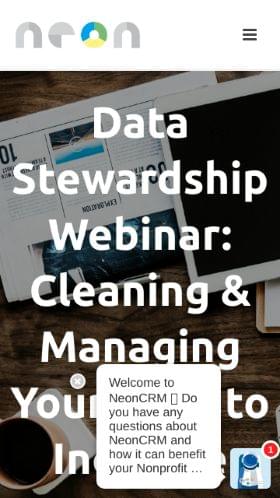 neon
Data
Stewardship
Webinar:
Cleaning &
Managing
Your
to
Welcome to
NeonCRM [] Do
you have any
questions about
NeonCRM and
how it can benefit
your Nonprofit ...
1